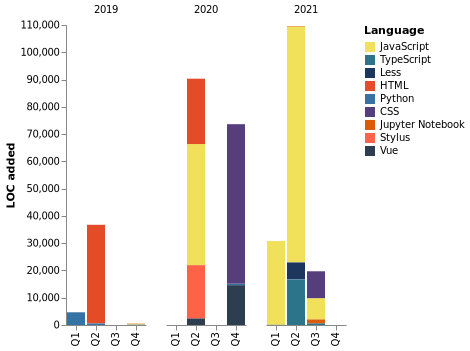 2019 2020 2021
110,000
100,000
90,000
80,000
70,000
60,000
50,000
40,000
30,000
20,000
10,000
0
LOC added
Q1 Q2 Q3 Q4 Q1 Q2 Q3 Q4 Q1 Q2 Q3 Q4
Language
JavaScript
TypeScript
Less
HTML
Python
CSS
Jupyter Notebook
Stylus
Vue